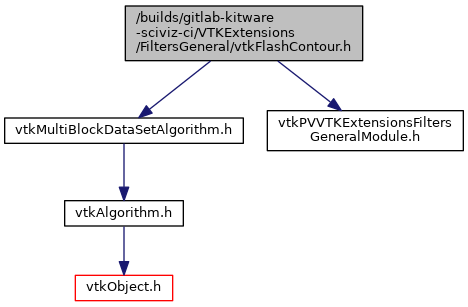 /builds/gitlab-kitware
-sciviz-ci/VTKExtensions
/FiltersGeneral/vtkFlashContour.h
vtkMultiBlockDataSetAlgorithm.h
vtkPVVTKExtensionsFilters
GeneralModule.h
vtkAlgorithm.h
vtkObject.h